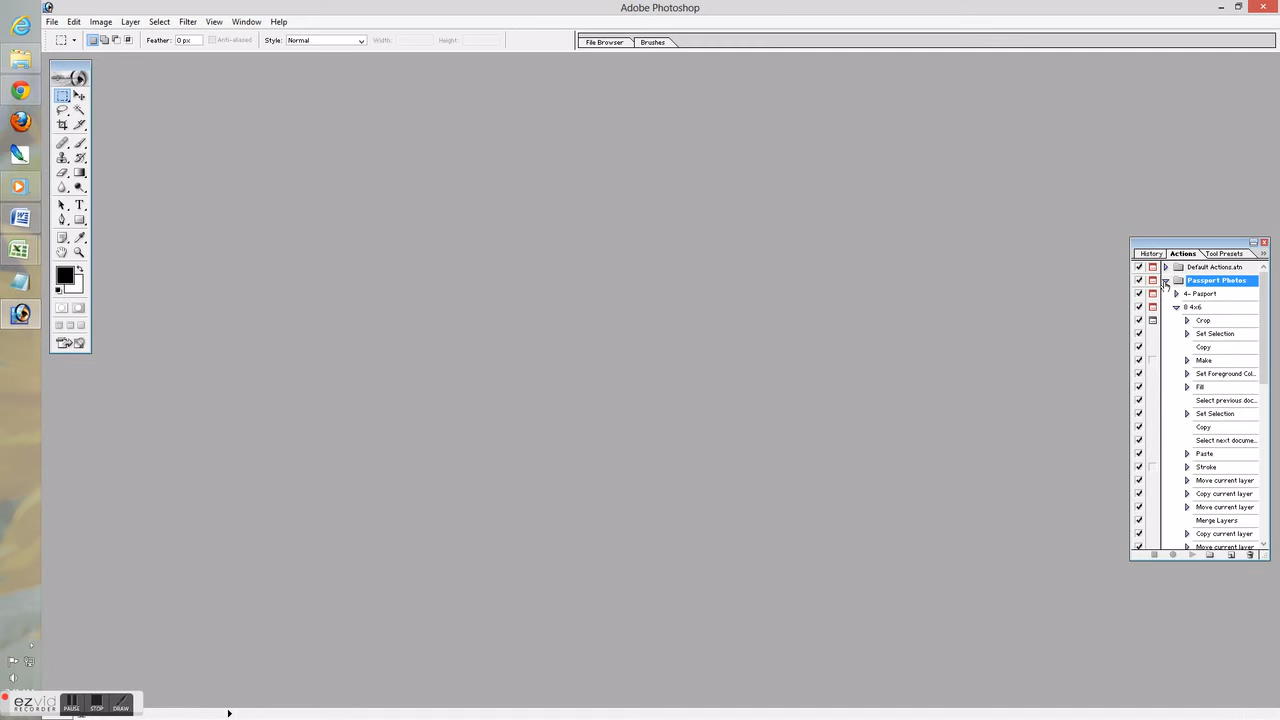 Adobe Photoshop
File Edit Image Layer Select Filter View Window Help
Feather: 0 px Anti-aliased Style: Normal Width: Height: File Browser Brushes
History Actions Tool Presets
Default Actions.atn
Passport Photos
4- Pasport
8 4x6
Crop
Set Selection
Copy
Make
Set Foreground Col...
Fill
Select previous doc...
Set Selection
Copy
Select next docume...
Paste
Stroke
Move current layer
Copy current layer
Move current layer
Merge Layers
Copy current layer
Move current layer
ezvid
RECORDER
PAUSE STOP DRAW